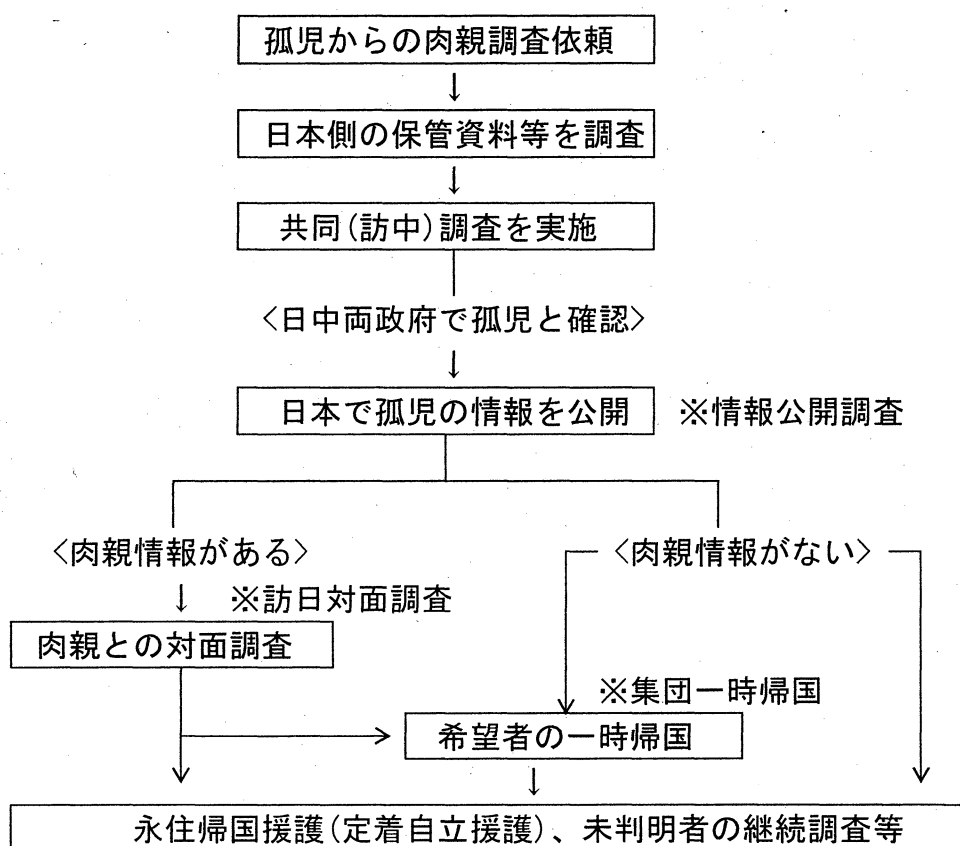 孤児からの肉親調査依頼
↓
日本側の保管資料等を調査
↓
共同(訪中)調査を実施
<日中両政府で孤児と確認>
↓
日本で孤児の情報を公開 ※情報公開調査
<肉親情報がある> <肉親情報がない>
↓ ※訪日対面調査
肉親との対面調査
※集団一時帰国
希望者の一時帰国
↓
永住帰国援護(定着自立援護)、未判明者の継続調査等